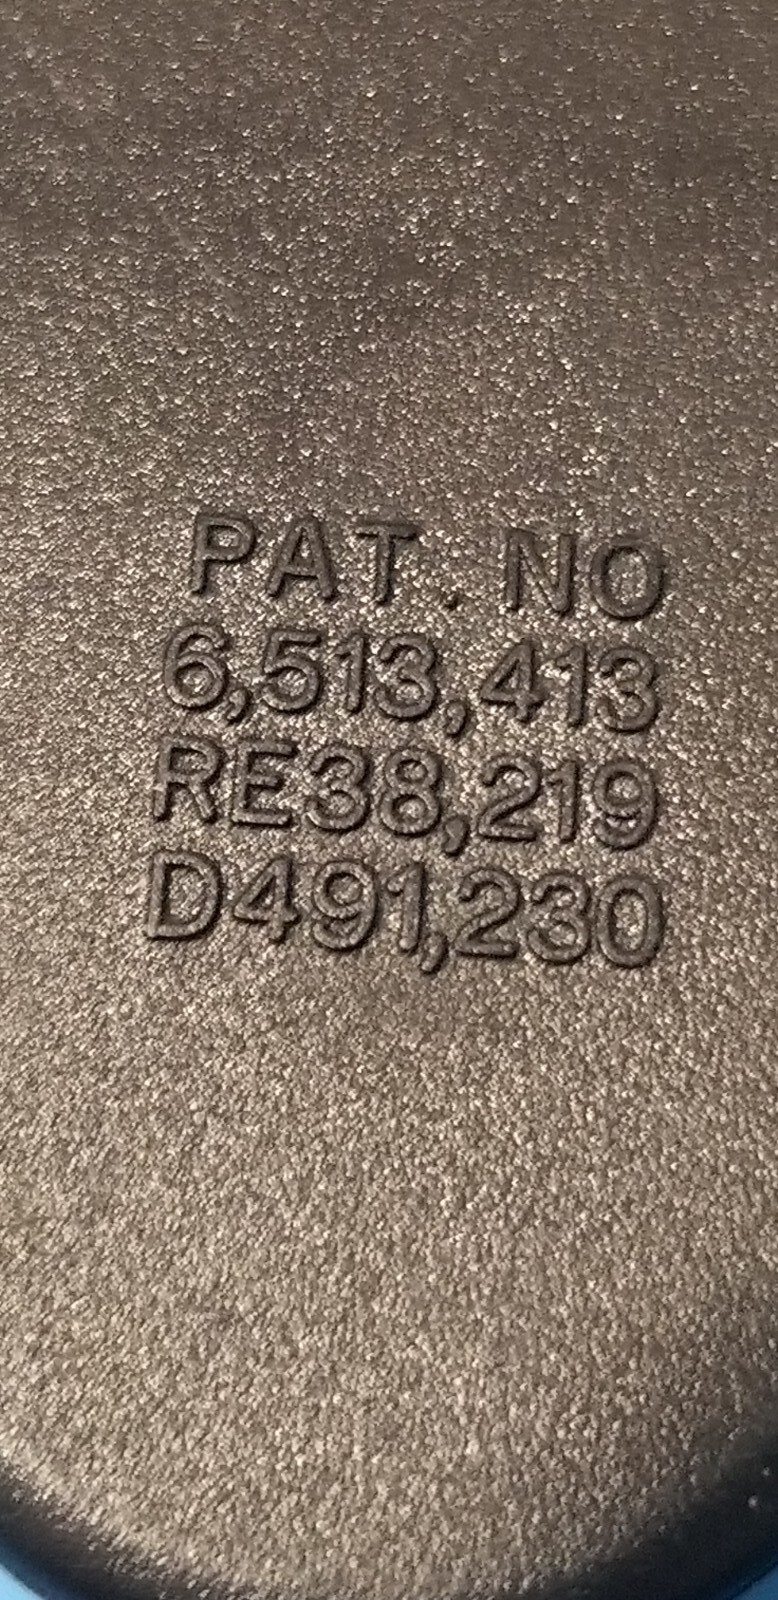 PAT. NO
6,513,413
RE38,219
D491,230